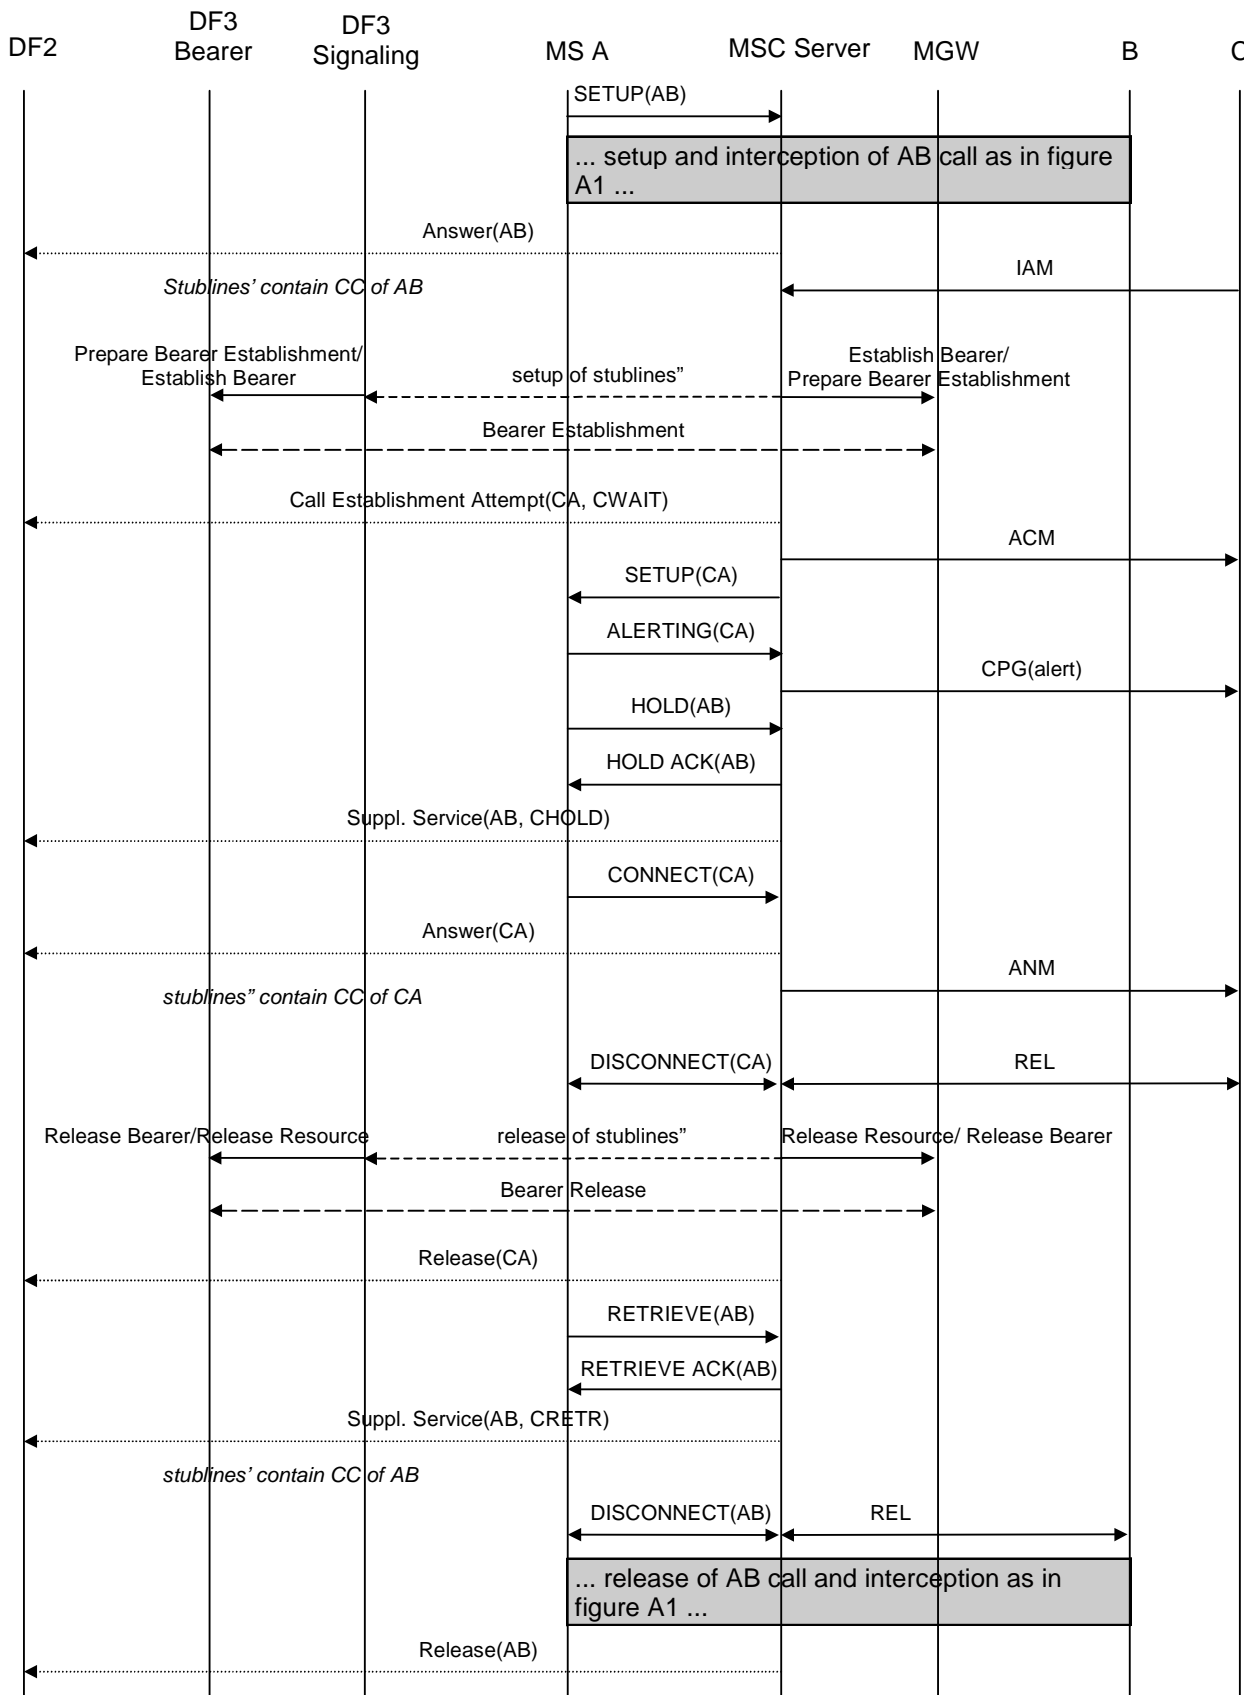 DF2
DF3
Bearer
DF3
Signaling
MS A
MSC Server
MGW
B
C
SETUP(AB)
... setup and interception of AB call as in figure
A1 ...
Answer(AB)
IAM
Stublines’ contain CC of AB
Prepare Bearer Establishment/
Establish Bearer
setup of stublines”
Establish Bearer/
Prepare Bearer Establishment
Bearer Establishment
Call Establishment Attempt(CA, CWAIT)
ACM
SETUP(CA)
ALERTING(CA)
CPG(alert)
HOLD(AB)
HOLD ACK(AB)
Suppl. Service(AB, CHOLD)
CONNECT(CA)
Answer(CA)
ANM
stublines” contain CC of CA
DISCONNECT(CA)
REL
Release Bearer/Release Resource
release of stublines”
Release Resource/ Release Bearer
Bearer Release
Release(CA)
RETRIEVE(AB)
RETRIEVE ACK(AB)
Suppl. Service(AB, CRETR)
stublines’ contain CC of AB
DISCONNECT(AB)
REL
... release of AB call and interception as in
figure A1 ...
Release(AB)